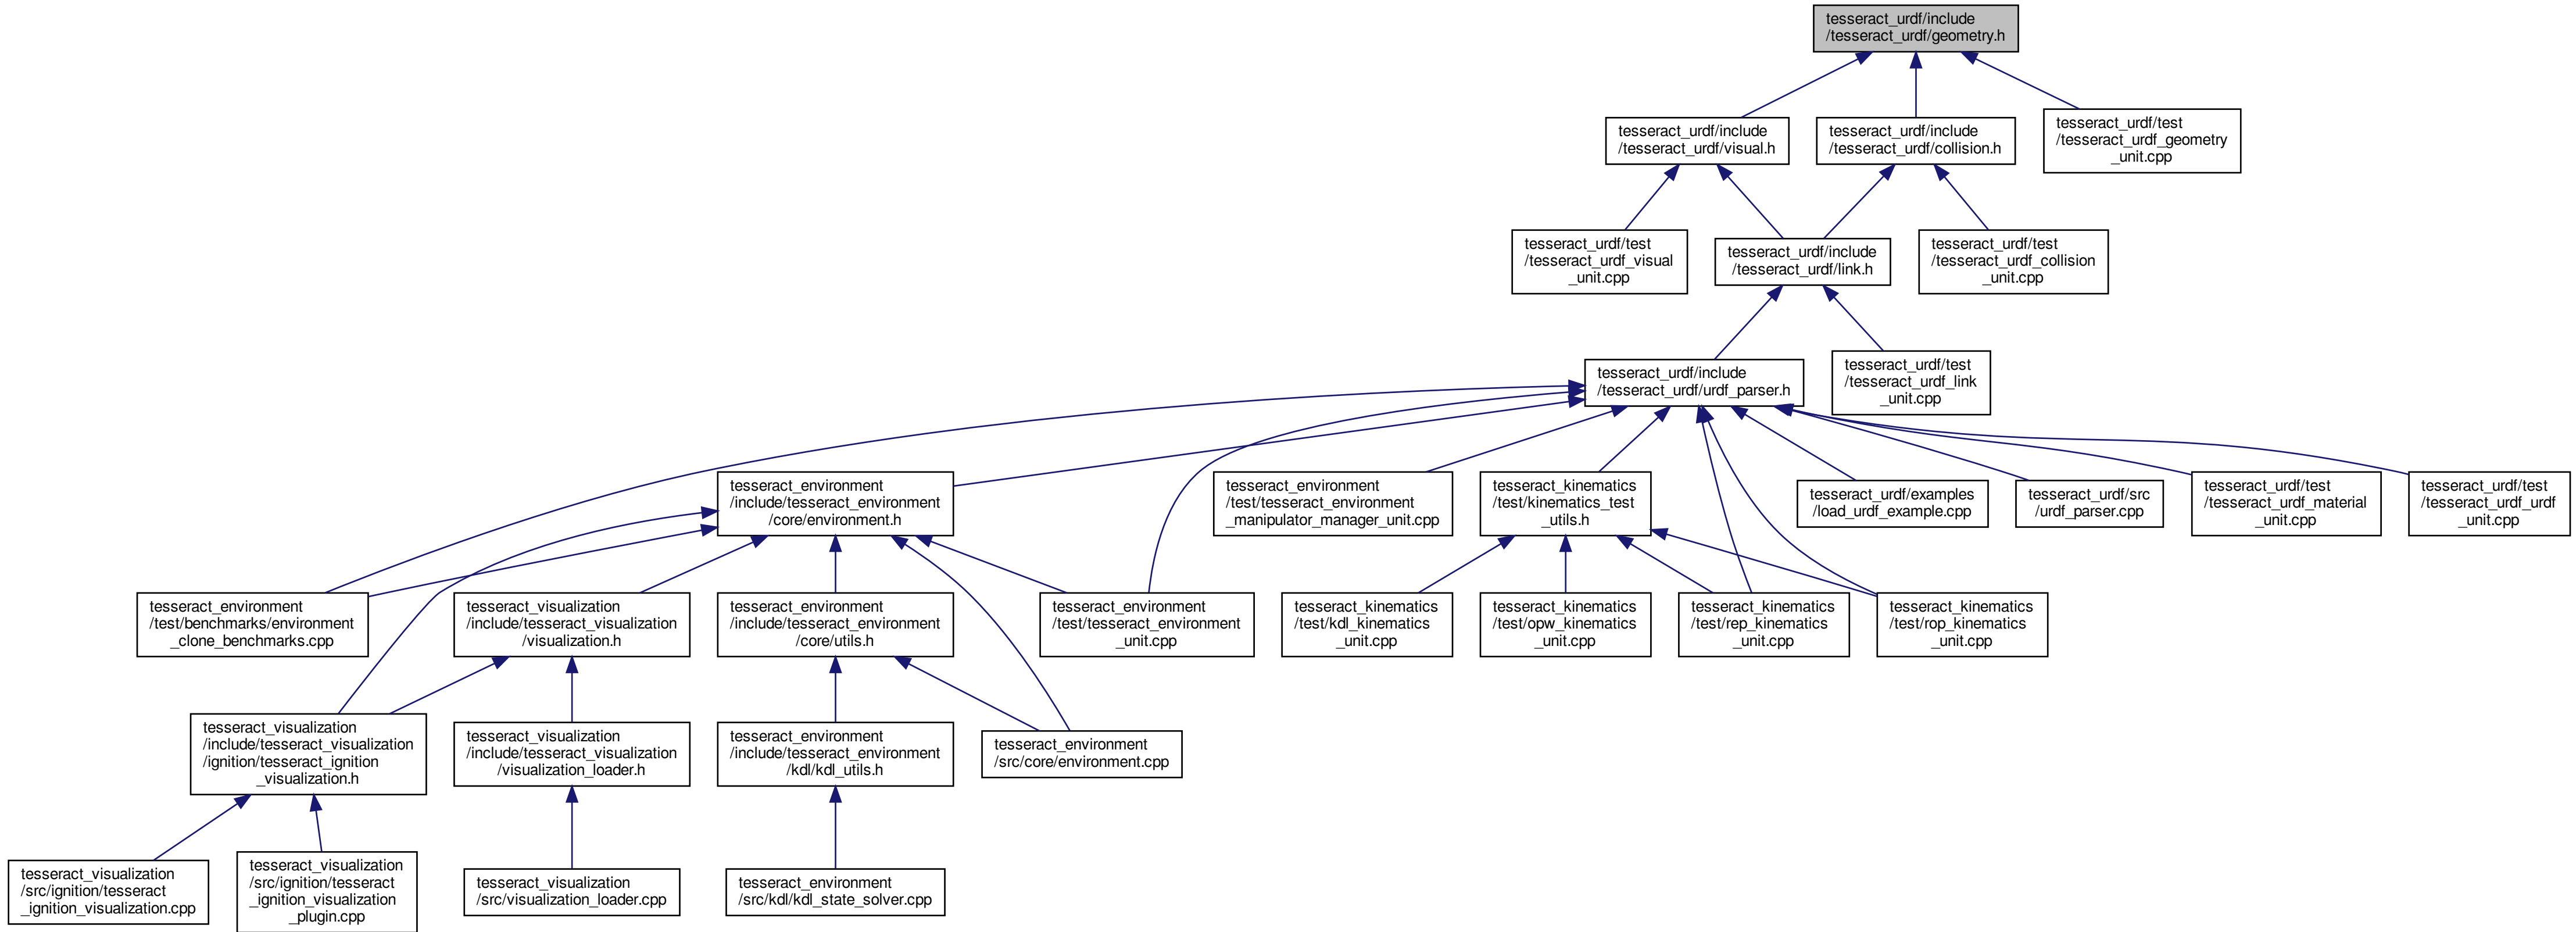 tesseract_urdf/include
/tesseract_urdf/geometry.h
tesseract_urdf/include
/tesseract_urdf/visual.h
tesseract_urdf/include
/tesseract_urdf/collision.h
tesseract_urdf/test
/tesseract_urdf_geometry
_unit.cpp
tesseract_urdf/test
/tesseract_urdf_visual
_unit.cpp
tesseract_urdf/include
/tesseract_urdf/link.h
tesseract_urdf/test
/tesseract_urdf_collision
_unit.cpp
tesseract_urdf/include
/tesseract_urdf/urdf_parser.h
tesseract_urdf/test
/tesseract_urdf_link
_unit.cpp
tesseract_environment
/include/tesseract_environment
/core/environment.h
tesseract_environment
/test/tesseract_environment
_manipulator_manager_unit.cpp
tesseract_kinematics
/test/kinematics_test
_utils.h
tesseract_urdf/examples
/load_urdf_example.cpp
tesseract_urdf/src
/urdf_parser.cpp
tesseract_urdf/test
/tesseract_urdf_material
_unit.cpp
tesseract_urdf/test
/tesseract_urdf_urdf
_unit.cpp
tesseract_environment
/test/benchmarks/environment
_clone_benchmarks.cpp
tesseract_visualization
/include/tesseract_visualization
/visualization.h
tesseract_environment
/include/tesseract_environment
/core/utils.h
tesseract_environment
/test/tesseract_environment
_unit.cpp
tesseract_kinematics
/test/kdl_kinematics
_unit.cpp
tesseract_kinematics
/test/opw_kinematics
_unit.cpp
tesseract_kinematics
/test/rep_kinematics
_unit.cpp
tesseract_kinematics
/test/rop_kinematics
_unit.cpp
tesseract_visualization
/include/tesseract_visualization
/ignition/tesseract_ignition
_visualization.h
tesseract_visualization
/include/tesseract_visualization
/visualization_loader.h
tesseract_environment
/include/tesseract_environment
/kdl/kdl_utils.h
tesseract_environment
/src/core/environment.cpp
tesseract_visualization
/src/ignition/tesseract
_ignition_visualization.cpp
tesseract_visualization
/src/ignition/tesseract
_ignition_visualization
_plugin.cpp
tesseract_visualization
/src/visualization_loader.cpp
tesseract_environment
/src/kdl/kdl_state_solver.cpp